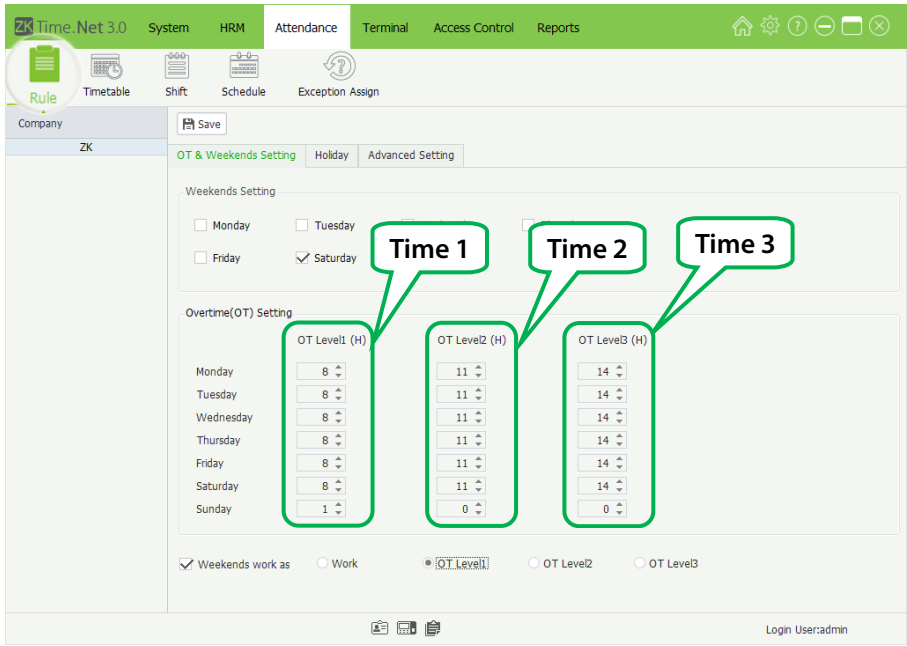 ZK Time.Net 3.0 System HRM Attendance Terminal Access Control Reports
Rule Timetable Shift Schedule Exception Assign
Company
Save
ZK
OT & Weekends Setting Holiday Advanced Setting
Weekends Setting
Monday Tuesday
Time 1 Time 2 Time 3
Friday Saturday
Overtime(OT) Setting
OT Level1 (H) OT Level2 (H) OT Level3 (H)
Monday 8 11 14
Tuesday 8 11 14
Wednesday 8 11 14
Thursday 8 11 14
Friday 8 11 14
Saturday 8 11 14
Sunday 1 0 0
Weekends work as Work OT Level1 OT Level2 OT Level3
Login User:admin